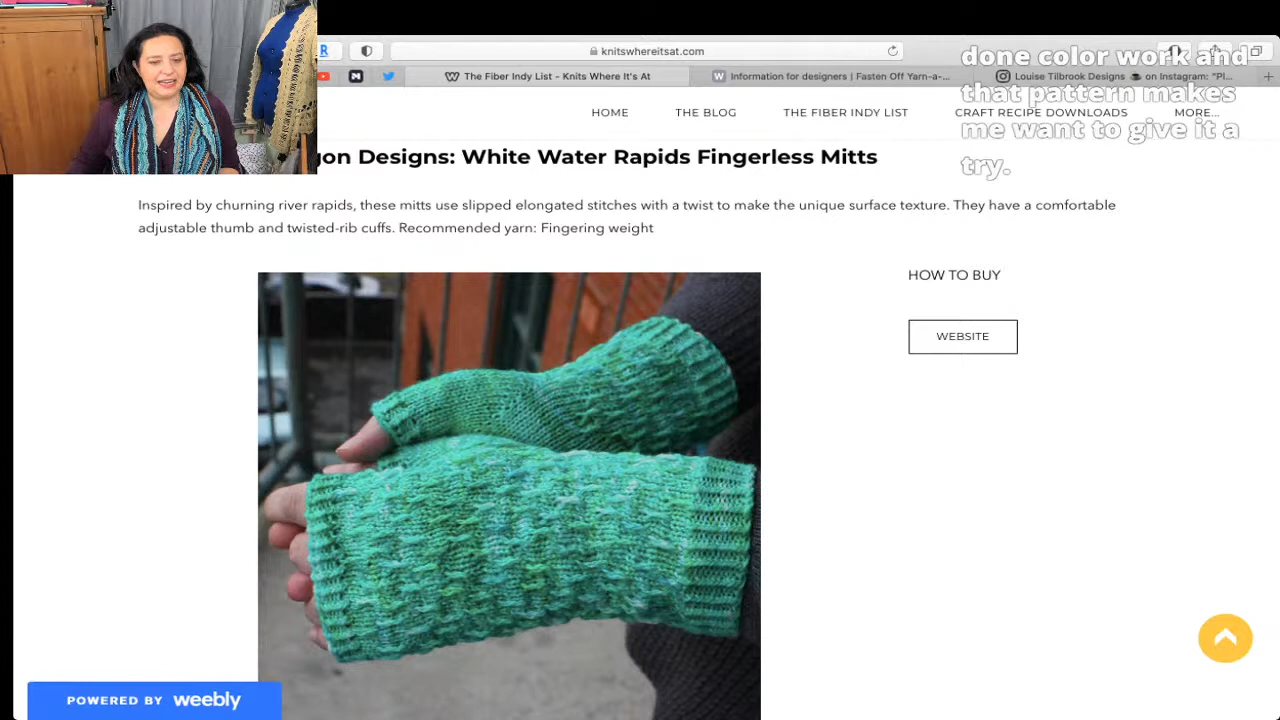 knitswhereitsat.com
The Fiber Indy List - Knits Where It's At
Information for designers | Fasten Off Yarn-a-...
Louise Tilbrook Designs ☕ on Instagram: "Pl...
done color work and
that pattern makes
me want to give it a
try.
HOME THE BLOG THE FIBER INDY LIST CRAFT RECIPE DOWNLOADS MORE...
Designs: White Water Rapids Fingerless Mitts
Inspired by churning river rapids, these mitts use slipped elongated stitches with a twist to make the unique surface texture. They have a comfortable
adjustable thumb and twisted-rib cuffs. Recommended yarn: Fingering weight
HOW TO BUY
WEBSITE
POWERED BY weebly